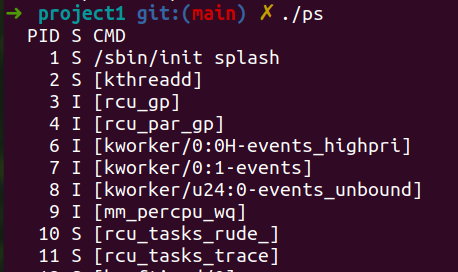 ➜ project1 git:(main) ✗ ./ps
PID S CMD
1 S /sbin/init splash
2 S [kthreadd]
3 I [rcu_gp]
4 I [rcu_par_gp]
6 I [kworker/0:0H-events_highpri]
7 I [kworker/0:1-events]
8 I [kworker/u24:0-events_unbound]
9 I [mm_percpu_wq]
10 S [rcu_tasks_rude_]
11 S [rcu_tasks_trace]